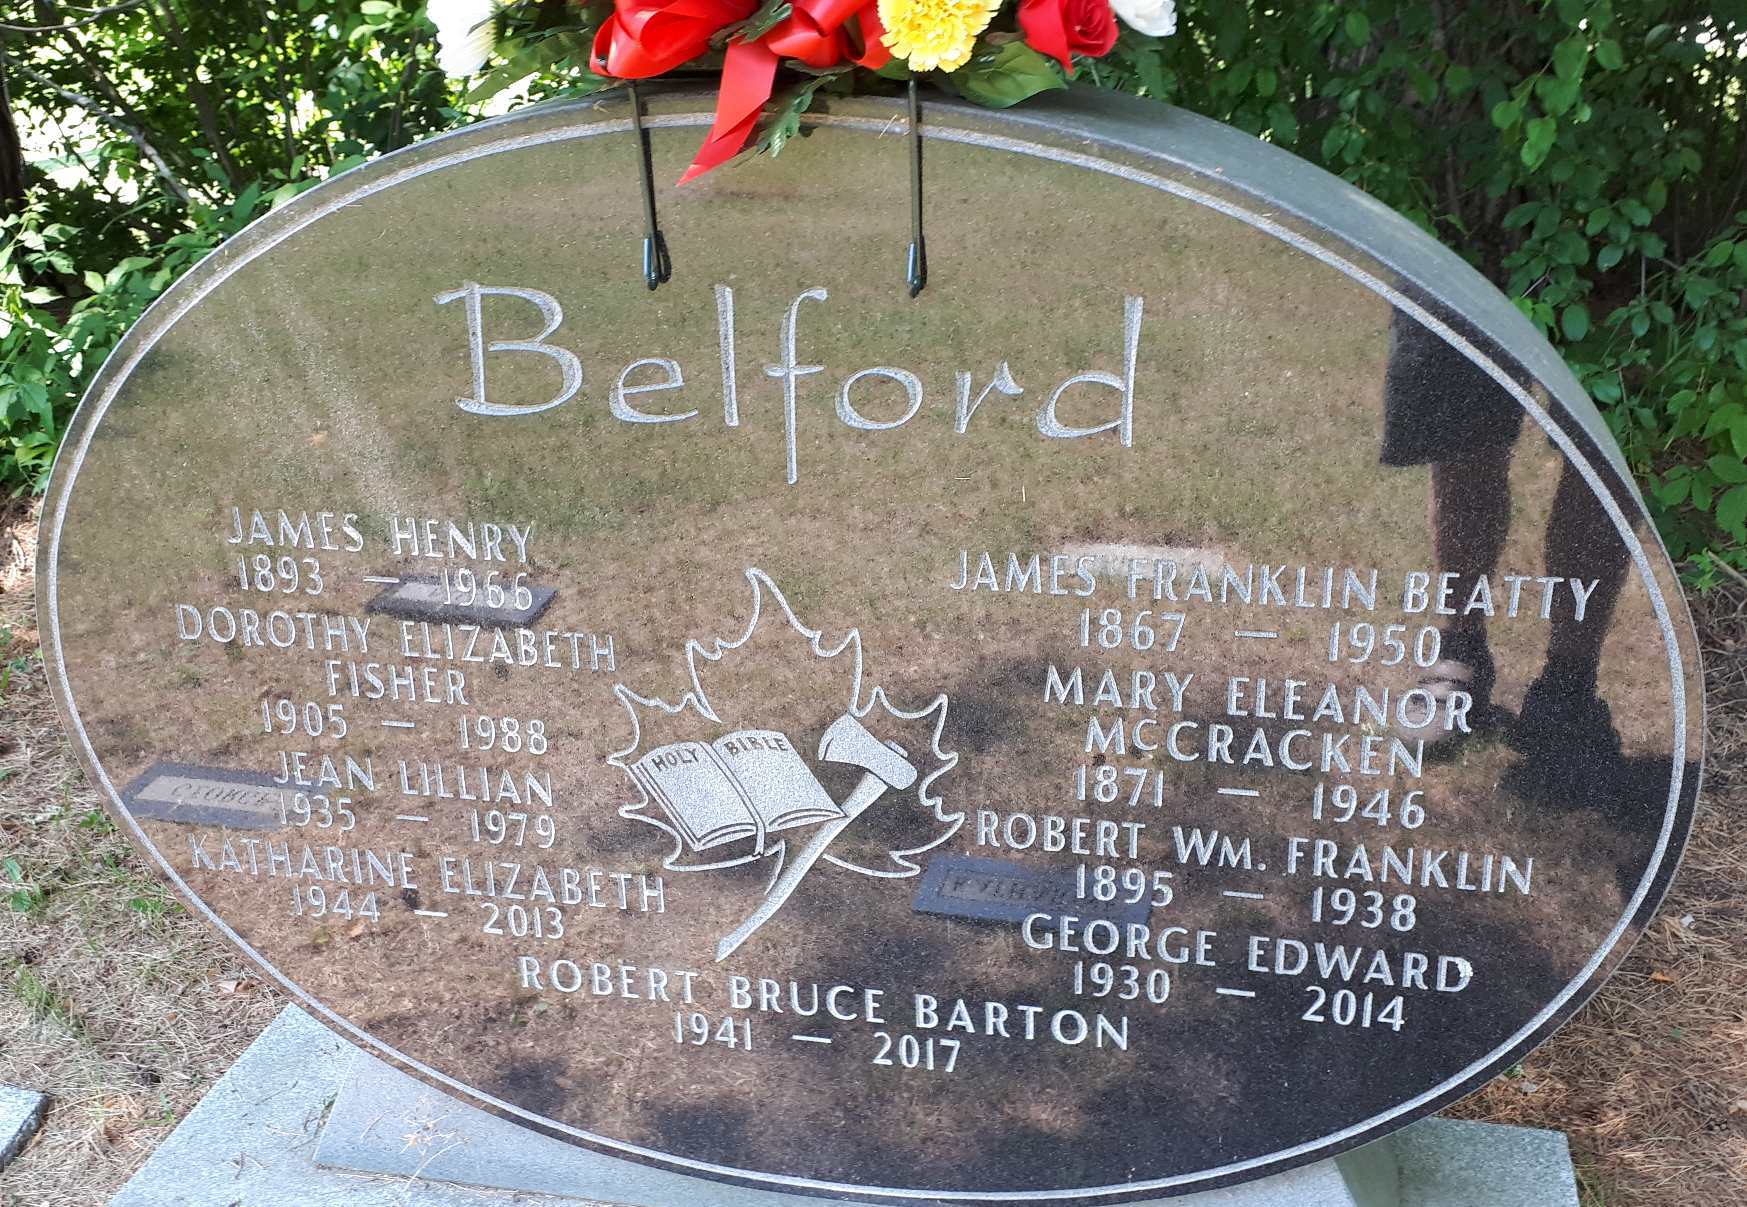 Belford
JAMES HENRY
1893 — 1966
DOROTHY ELIZABETH
FISHER
1905 — 1988
JEAN LILLIAN
1935 — 1979
KATHARINE ELIZABETH
1944 — 2013
HOLY BIBLE
JAMES FRANKLIN BEATTY
1867 — 1950
MARY ELEANOR
MCCRACKEN
1871 — 1946
ROBERT WM. FRANKLIN
1895 — 1938
GEORGE EDWARD
1930 — 2014
ROBERT BRUCE BARTON
1941 — 2017